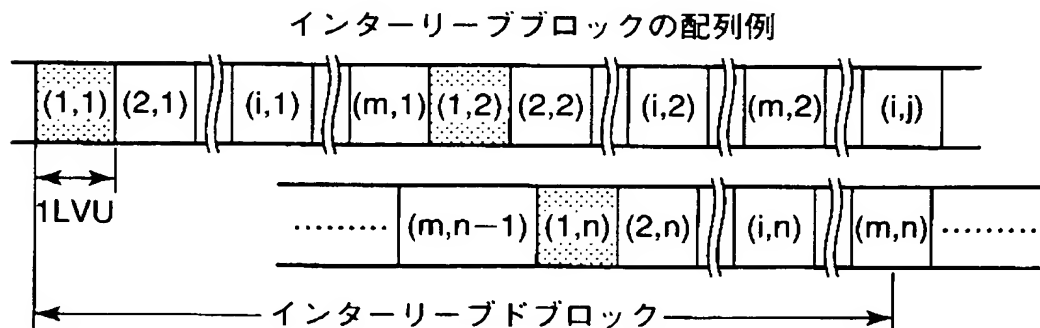 インターリーブブロックの配列例
(1,1) (2,1) (i,1) (m,1) (1,2) (2,2) (i,2) (m,2) (i,j)
1LVU
......... (m,n−1) (1,n) (2,n) (i,n) (m,n) .........
インターリーブドブロック